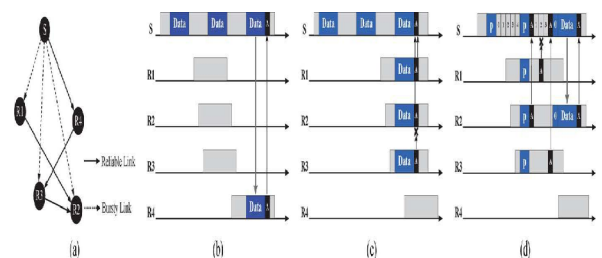 S Data Data Data A
R1
R2
R3
R4 Data A
(b)
S Data Data Data A
R1 Data A
R2 Data A
R3 Data A
R4
(c)
S P A A Data A
R1 P A
R2 P A Data A
R3 P A
R4
(d)
S
R1
R4
R3
R2
Reliable Link
Bursty Link
(a)